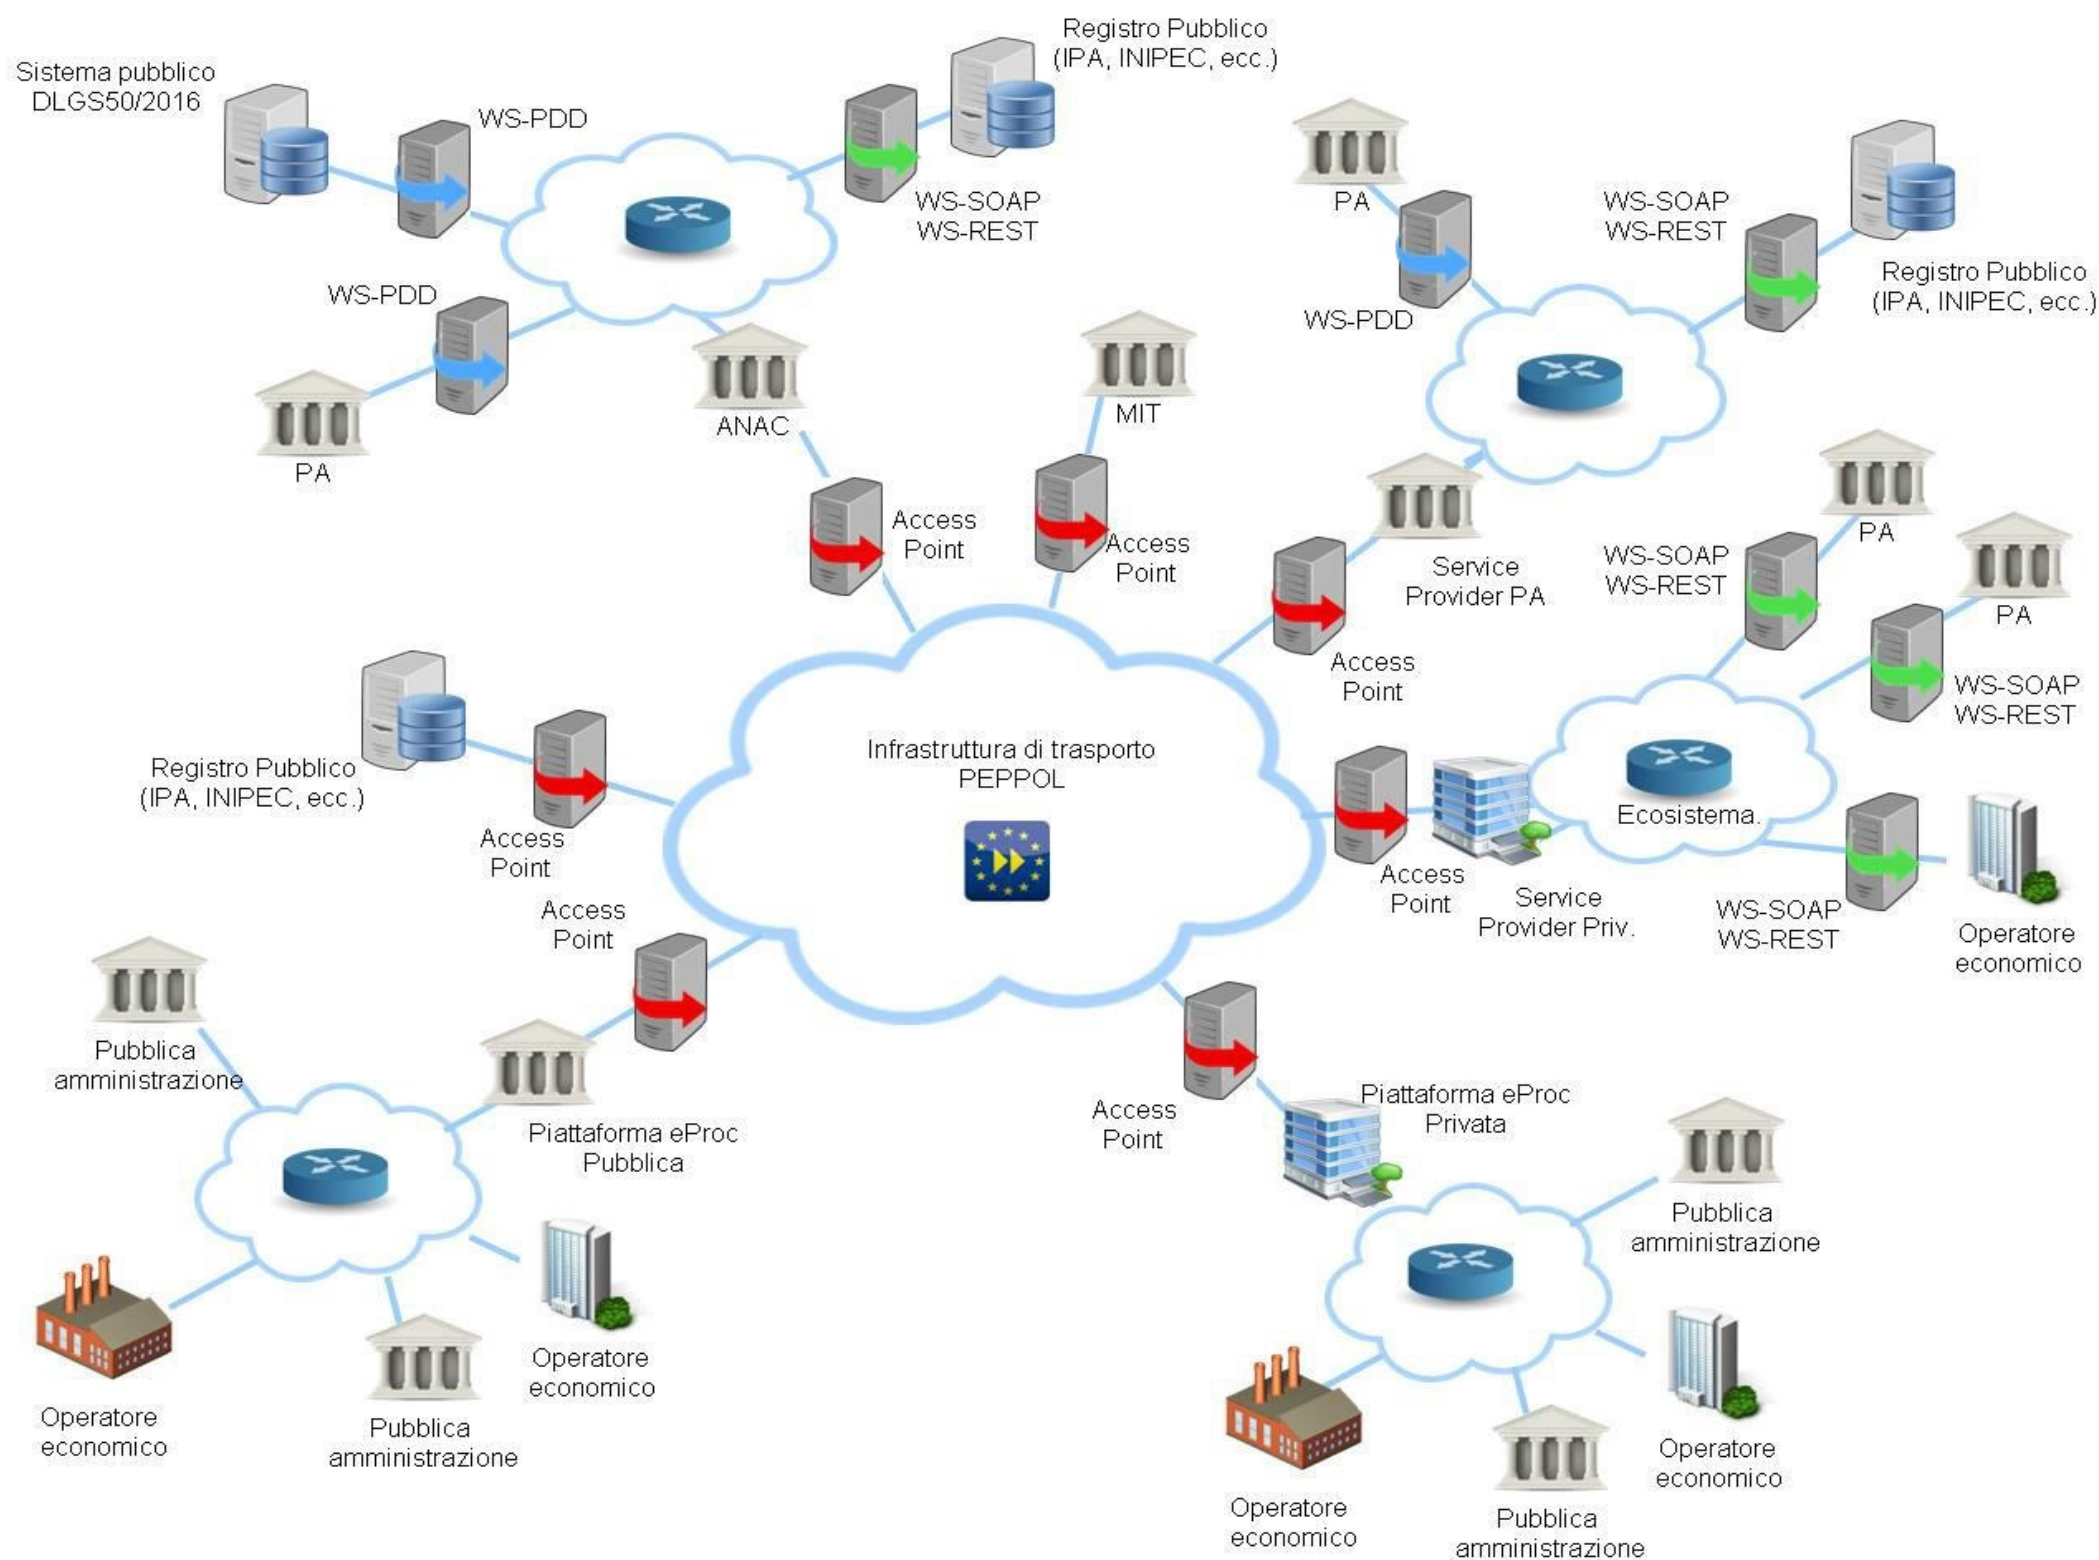 Registro Pubblico
(IPA, INIPEC, ecc.)
Sistema pubblico
DLGS50/2016
WS-PDD
WS-SOAP
WS-REST
PA
WS-SOAP
WS-REST
Registro Pubblico
(IPA, INIPEC, ecc.)
WS-PDD
WS-PDD
MIT
ANAC
PA
Access
Point
Access
Point
PA
WS-SOAP
WS-REST
Service
Provider PA
PA
Access
Point
WS-SOAP
WS-REST
Infrastruttura di trasporto
PEPPOL
Registro Pubblico
(IPA, INIPEC, ecc.)
Access
Point
Ecosistema.
Access
Point
Service
Provider Priv.
WS-SOAP
WS-REST
Operatore
economico
Access
Point
Pubblica
amministrazione
Piattaforma eProc
Pubblica
Access
Point
Piattaforma eProc
Privata
Pubblica
amministrazione
Operatore
economico
Operatore
economico
Pubblica
amministrazione
Operatore
economico
Operatore
economico
Pubblica
amministrazione